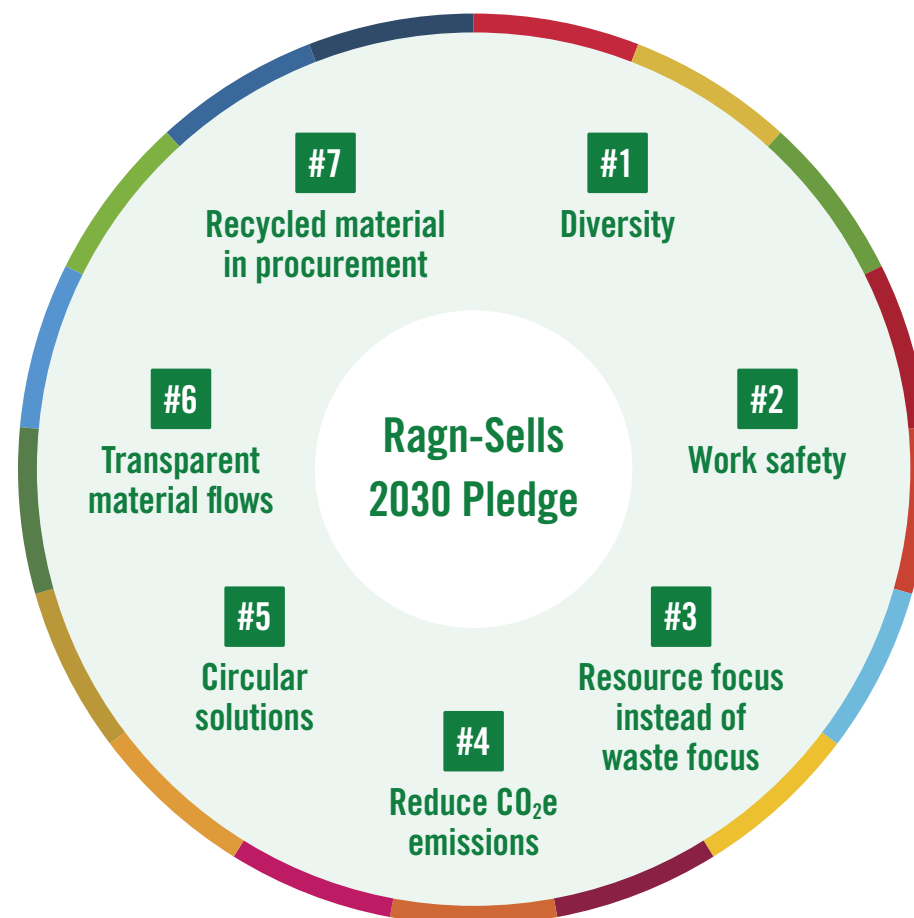 Ragn-Sells
2030 Pledge
#1
Diversity
#2
Work safety
#3
Resource focus
instead of
waste focus
#4
Reduce CO₂e
emissions
#5
Circular
solutions
#6
Transparent
material flows
#7
Recycled material
in procurement